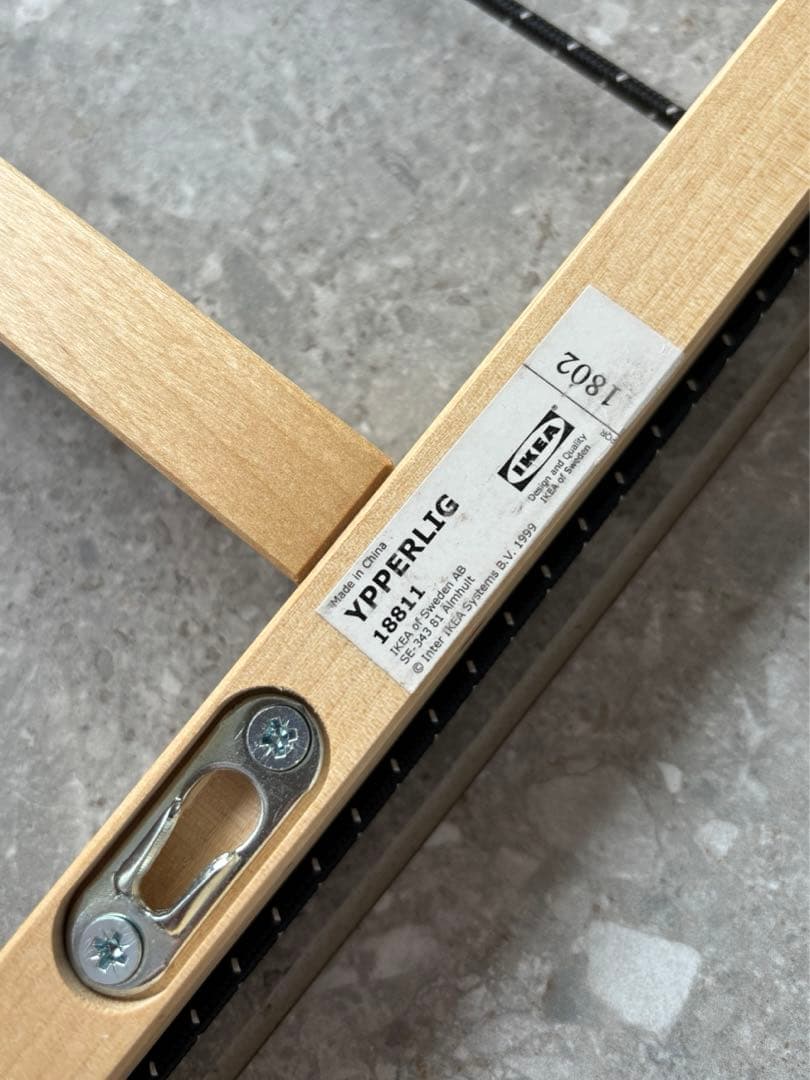 Made in China
YPPERLIG
18811
IKEA of Sweden AB
SE-343 81 Älmhult
© Inter IKEA Systems B.V. 1999
IKEA®
Design and Quality
IKEA of Sweden
1802